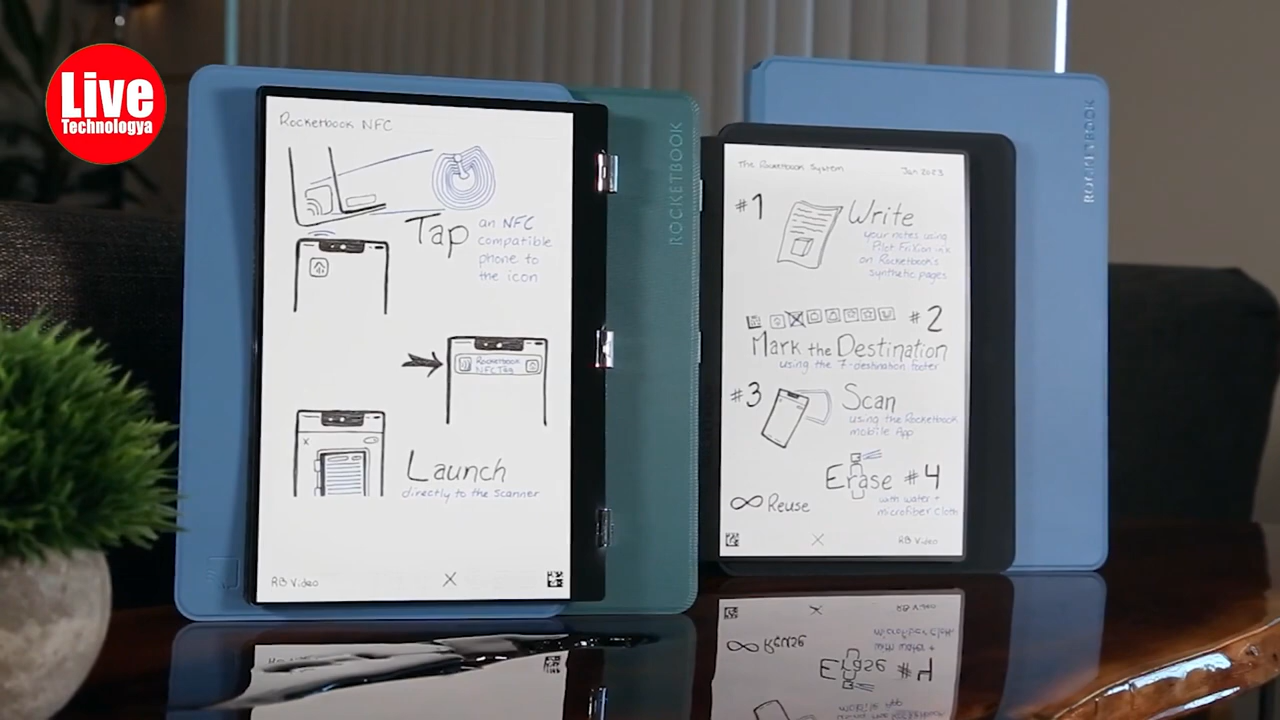 Live
Technologya
Rocketbook NFC
Tap
an NFC
compatible
phone to
the icon
Rocketbook
NFC Tag
Launch
directly to the scanner
RB Video
ROCKETBOOK
The Rocketbook System
Jan 2023
#1
Write
your notes using
Pilot Frixion ink
on Rocketbook's
synthetic pages
#2
Mark the Destination
using the 7-destination footer
#3
Scan
using the Rocketbook
mobile App
Erase #4
with water +
microfiber cloth
Reuse
RB Video
ROCKETBOOK